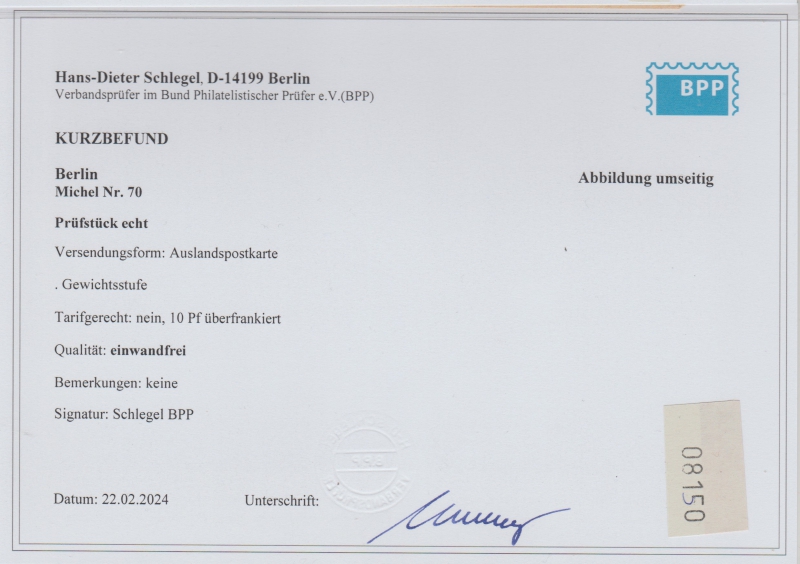 Hans-Dieter Schlegel, D-14199 Berlin
Verbandsprüfer im Bund Philatelistischer Prüfer e.V.(BPP)
BPP
KURZBEFUND
Berlin
Michel Nr. 70
Abbildung umseitig
Prüfstück echt
Versendungsform: Auslandspostkarte
. Gewichtsstufe
Tarifgerecht: nein, 10 Pf überfrankiert
Qualität: einwandfrei
Bemerkungen: keine
Signatur: Schlegel BPP
BPP
08150
Datum: 22.02.2024
Unterschrift: